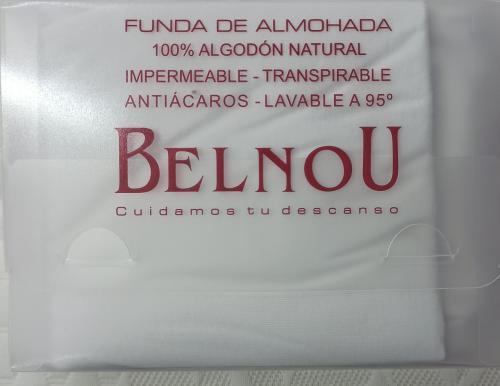 FUNDA DE ALMOHADA
100% ALGODÓN NATURAL
IMPERMEABLE - TRANSPIRABLE
ANTIÁCAROS - LAVABLE A 95º
BELNOU
Cuidamos tu descanso